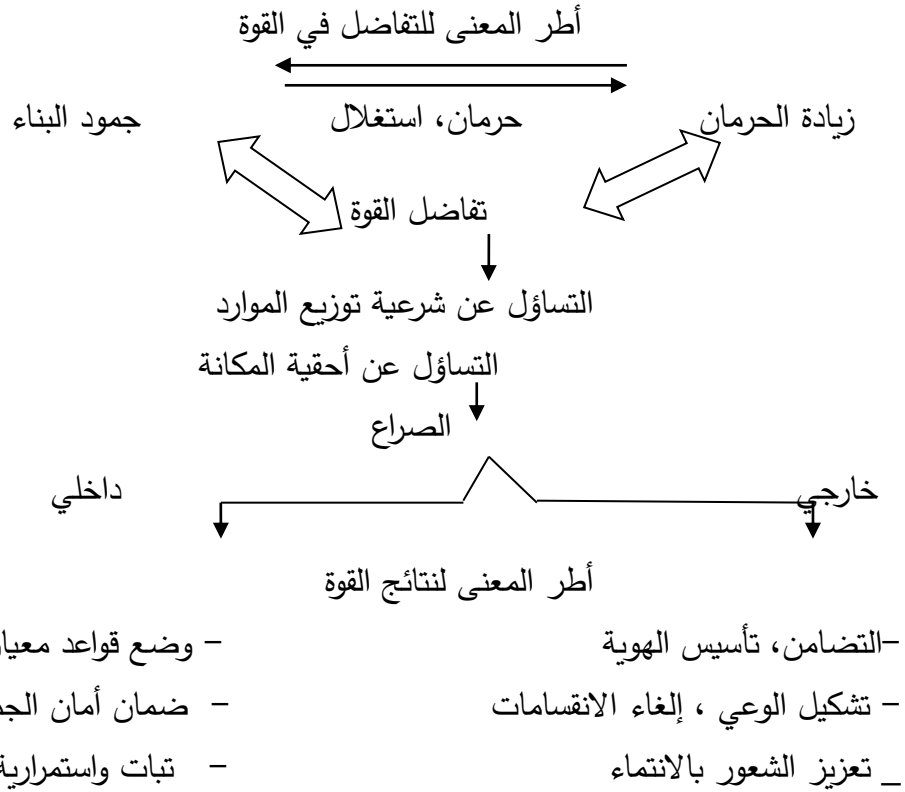 أطر المعنى للتفاضل في القوة
زيادة الحرمان حرمان، استغلال جمود البناء
تفاضل القوة
التساؤل عن شرعية توزيع الموارد
التساؤل عن أحقية المكانة
الصراع
خارجي داخلي
أطر المعنى لنتائج القوة
–التضامن، تأسيس الهوية – وضع قواعد
– تشكيل الوعي ، إلغاء الانقسامات – ضمان أمان
_ تعزيز الشعور بالانتماء – تبات واستمرارية